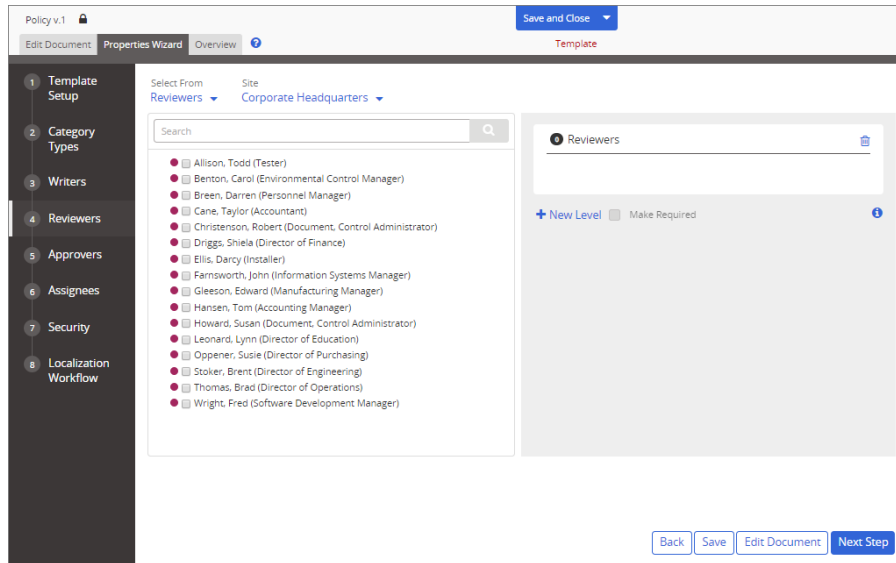 Policy v.1
Save and Close
Edit Document
Properties Wizard
Overview
?
Template
1 Template Setup
2 Category Types
3 Writers
4 Reviewers
5 Approvers
6 Assignees
7 Security
8 Localization Workflow
Select From
Site
Reviewers
Corporate Headquarters
Search
Allison, Todd (Tester)
Benton, Carol (Environmental Control Manager)
Breen, Darren (Personnel Manager)
Cane, Taylor (Accountant)
Christenson, Robert (Document, Control Administrator)
Driggs, Shiela (Director of Finance)
Ellis, Darcy (Installer)
Farnsworth, John (Information Systems Manager)
Gleeson, Edward (Manufacturing Manager)
Hansen, Tom (Accounting Manager)
Howard, Susan (Document, Control Administrator)
Leonard, Lynn (Director of Education)
Oppener, Susie (Director of Purchasing)
Stoker, Brent (Director of Engineering)
Thomas, Brad (Director of Operations)
Wright, Fred (Software Development Manager)
0 Reviewers
+ New Level
Make Required
i
Back
Save
Edit Document
Next Step